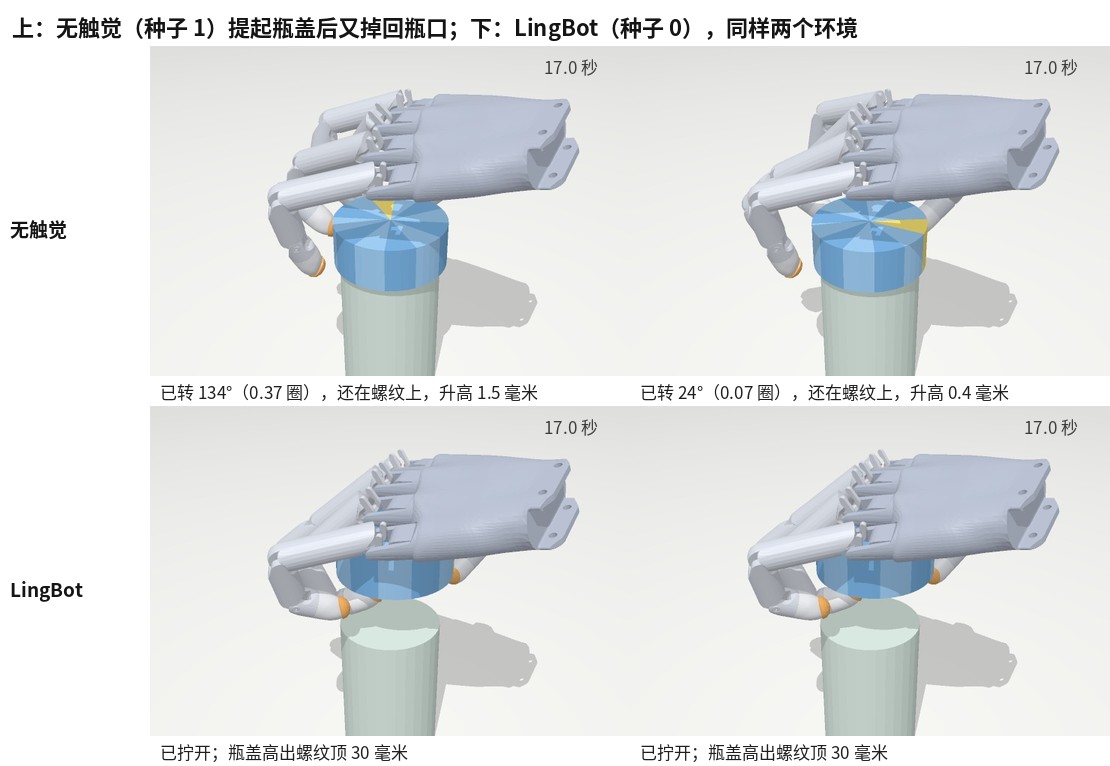 上：无触觉（种子 1）提起瓶盖后又掉回瓶口；下：LingBot（种子 0），同样两个环境
17.0 秒
17.0 秒
无触觉
已转 134°（0.37 圈），还在螺纹上，升高 1.5 毫米
已转 24°（0.07 圈），还在螺纹上，升高 0.4 毫米
17.0 秒
17.0 秒
LingBot
已拧开；瓶盖高出螺纹顶 30 毫米
已拧开；瓶盖高出螺纹顶 30 毫米